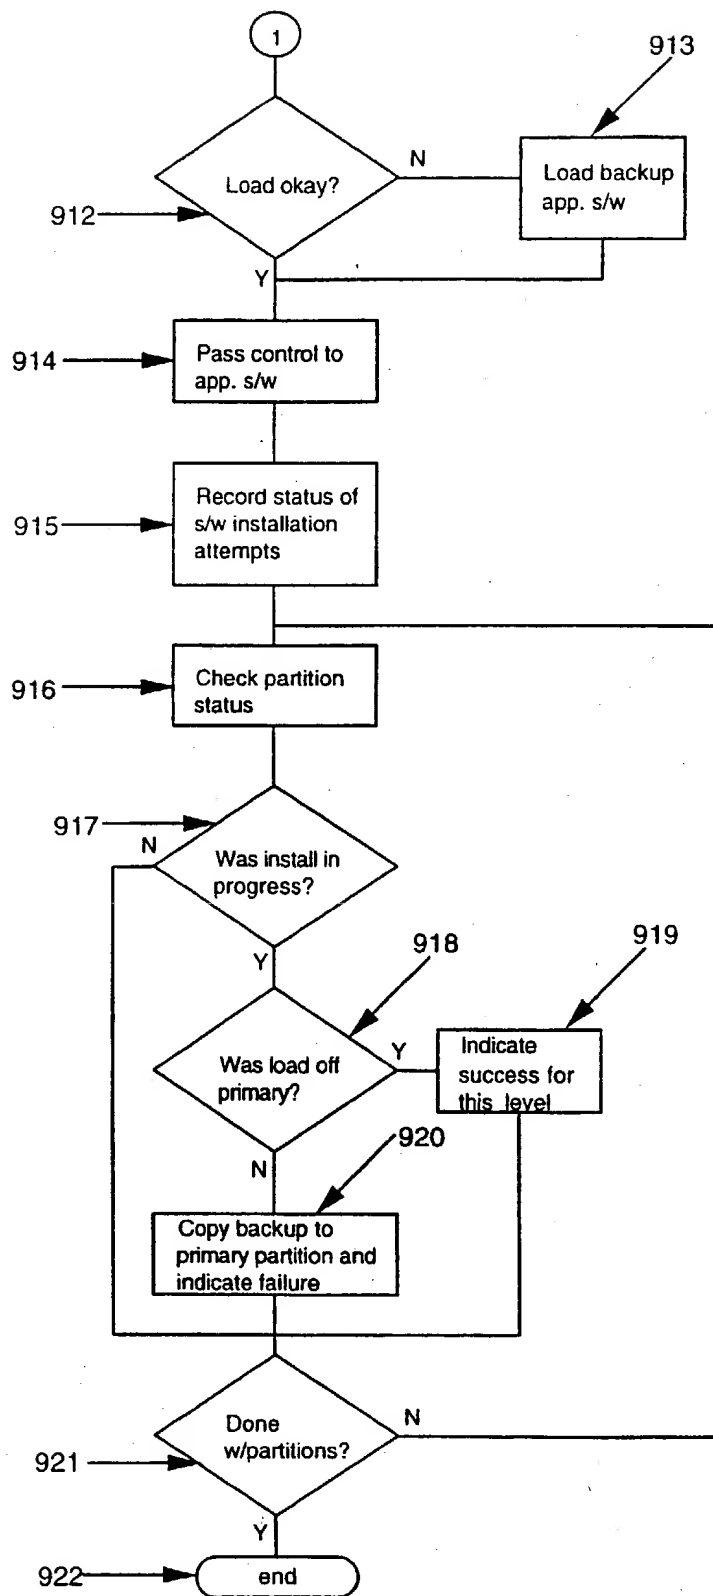 1
913
N
Load okay?
Load backup
app. s/w
912
Y
Pass control to
app. s/w
914
Record status of
s/w installation
attempts
915
Check partition
status
916
917
N
Was install in
progress?
Y
918
919
Was load off
primary?
Y
Indicate
success for
this level
N
920
Copy backup to
primary partition and
indicate failure
Done
w/partitions?
N
921
Y
922
end